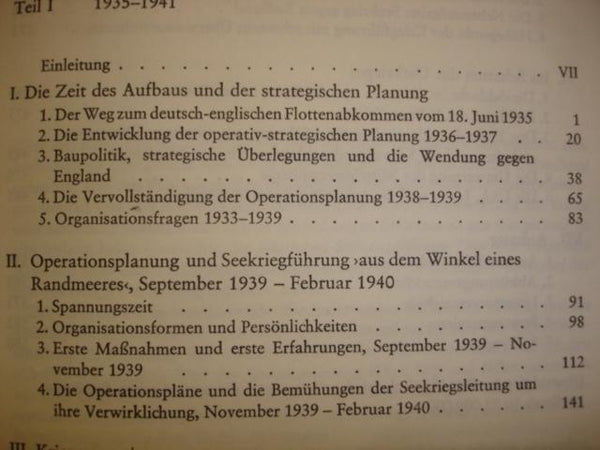 Teil I 1935–1941
Einleitung . . . . . . . . . . . . . . . . . . . . VII
I. Die Zeit des Aufbaus und der strategischen Planung
1. Der Weg zum deutsch-englischen Flottenabkommen vom 18. Juni 1935 1
2. Die Entwicklung der operativ-strategischen Planung 1936–1937 . . 20
3. Baupolitik, strategische Überlegungen und die Wendung gegen
England . . . . . . . . . . . . . . . . . . . . 38
4. Die Vervollständigung der Operationsplanung 1938–1939 . . . . 65
5. Organisationsfragen 1933–1939 . . . . . . . . . . . . 83
II. Operationsplanung und Seekriegführung ›aus dem Winkel eines
Randmeeres‹, September 1939 – Februar 1940
1. Spannungszeit . . . . . . . . . . . . . . . . . 91
2. Organisationsformen und Persönlichkeiten . . . . . . . . 98
3. Erste Maßnahmen und erste Erfahrungen, September 1939 – No-
vember 1939 . . . . . . . . . . . . . . . . . 112
4. Die Operationspläne und die Bemühungen der Seekriegsleitung um
ihre Verwirklichung, November 1939 – Februar 1940 . . . . . . 141